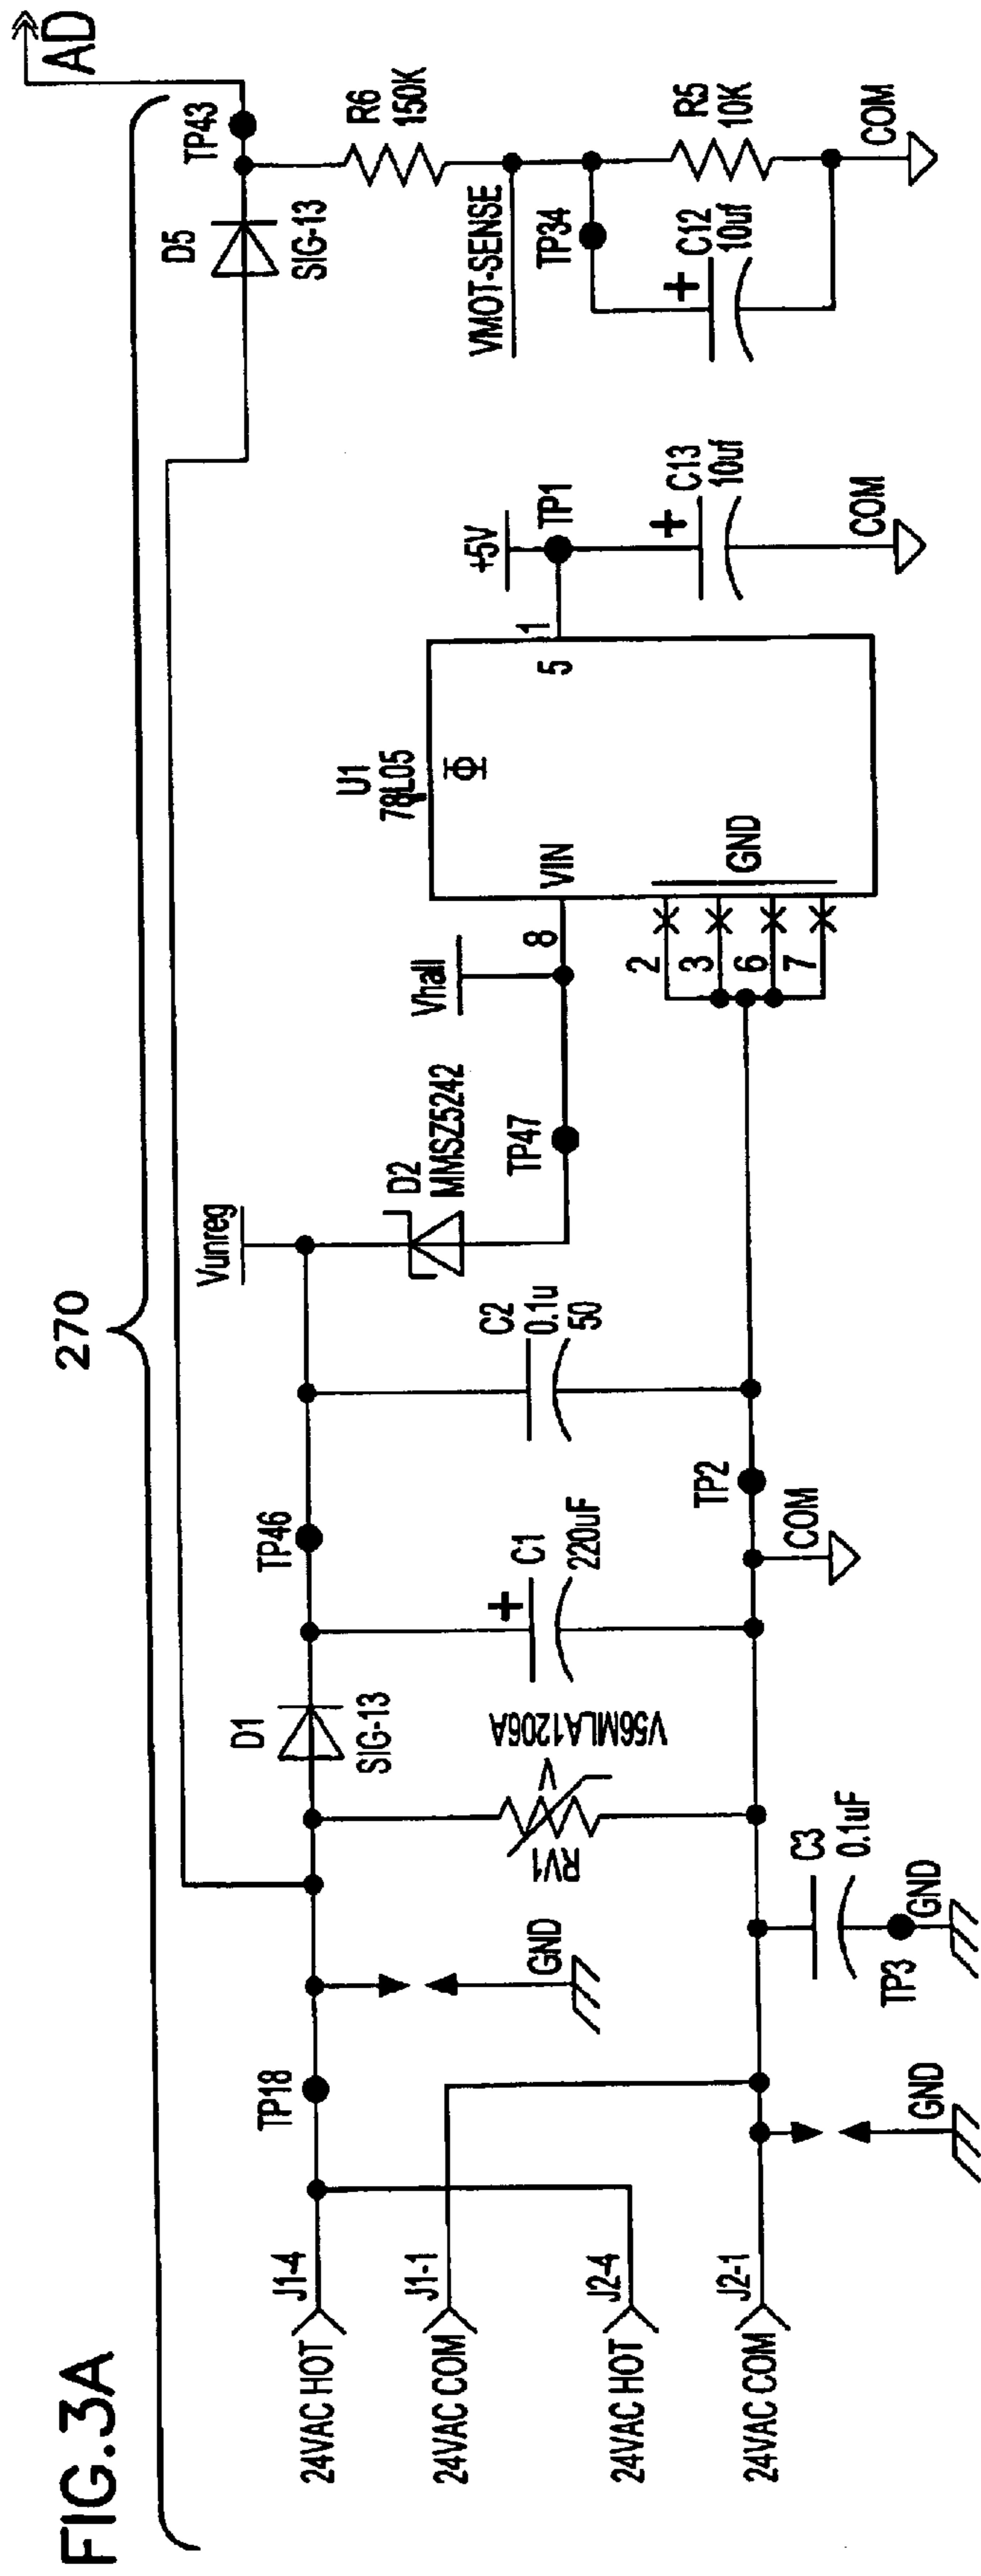 FIG.3A
270
AD
24VAC HOT
J1-4
24VAC COM
J1-1
24VAC HOT
J2-4
24VAC COM
J2-1
TP18
GND
GND
C3
0.1uF
TP3
GND
RV1
V
V56MLA1206A
D1
SIG-13
+
C1
220uF
TP46
COM
TP2
C2
0.1u
50
Vunreg
D2
MMSZ5242
TP47
Vhall
8
2
3
6
7
U1
78L05
Φ
VIN
GND
5
1
+5V
TP1
+
C13
10uf
COM
D5
SIG-13
TP43
R6
150K
VMOT-SENSE
TP34
+
C12
10uf
R5
10K
COM